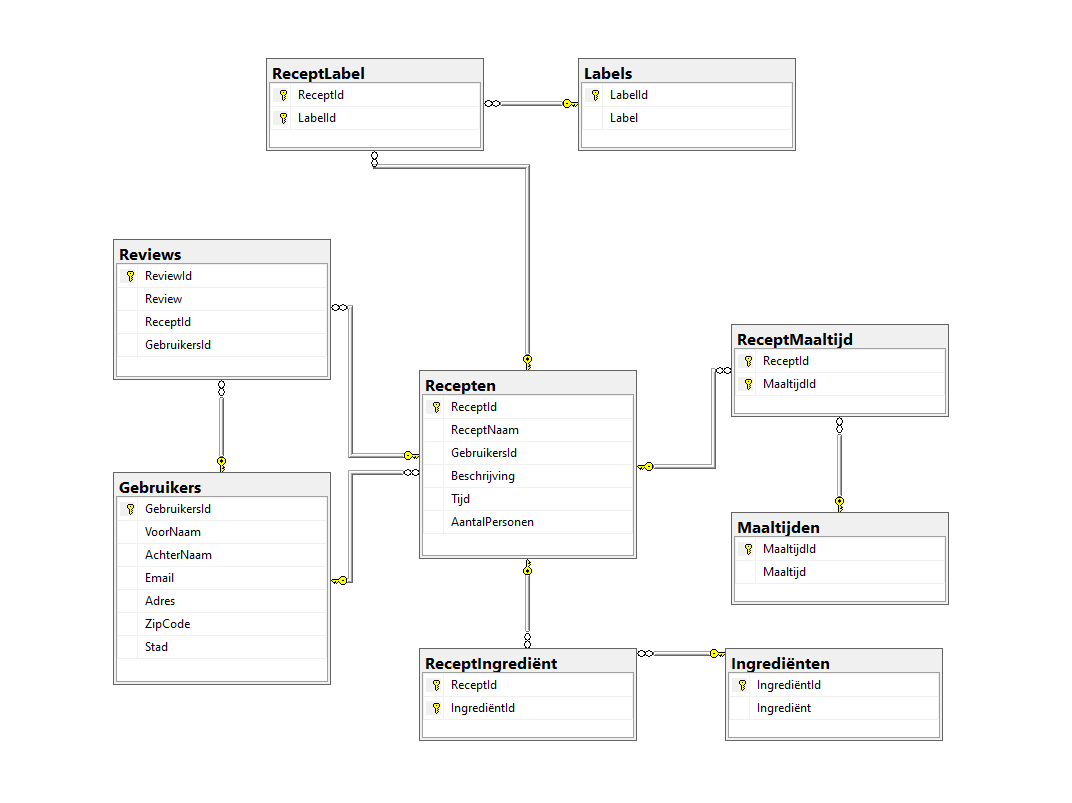 ReceptLabel
ReceptId
LabelId
Labels
LabelId
Label
Reviews
ReviewId
Review
ReceptId
GebruikersId
Recepten
ReceptId
ReceptNaam
GebruikersId
Beschrijving
Tijd
AantalPersonen
ReceptMaaltijd
ReceptId
MaaltijdId
Gebruikers
GebruikersId
VoorNaam
AchterNaam
Email
Adres
ZipCode
Stad
Maaltijden
MaaltijdId
Maaltijd
ReceptIngrediënt
ReceptId
IngrediëntId
Ingrediënten
IngrediëntId
Ingrediënt